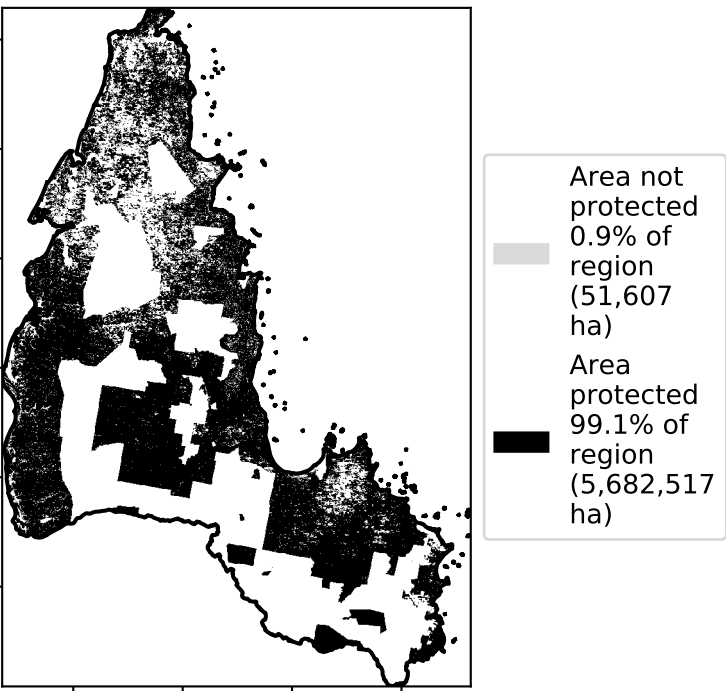 Area not
protected
0.9% of
region
(51,607
ha)
Area
protected
99.1% of
region
(5,682,517
ha)